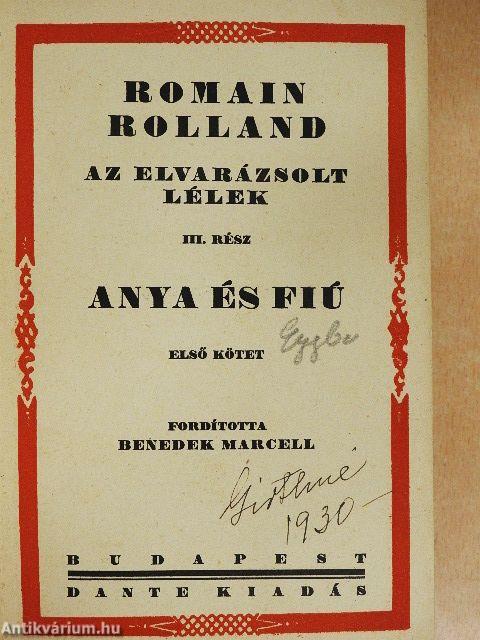 ROMAIN
ROLLAND
AZ ELVARÁZSOLT
LÉLEK
III. RÉSZ
ANYA ÉS FIÚ
ELSŐ KÖTET
FORDÍTOTTA
BENEDEK MARCELL
1930
BUDAPEST
DANTE KIADÁS
Antikvárium.hu